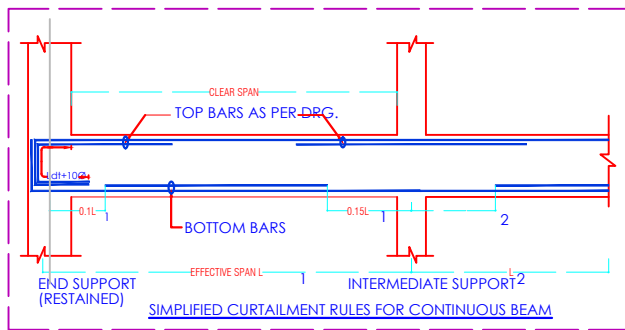 CLEAR SPAN
TOP BARS AS PER DRG.
Ldt+10Ø
0.1L
1
0.15L
1
2
BOTTOM BARS
EFFECTIVE SPAN L
1
L
2
END SUPPORT
(RESTAINED)
INTERMEDIATE SUPPORT
SIMPLIFIED CURTAILMENT RULES FOR CONTINUOUS BEAM